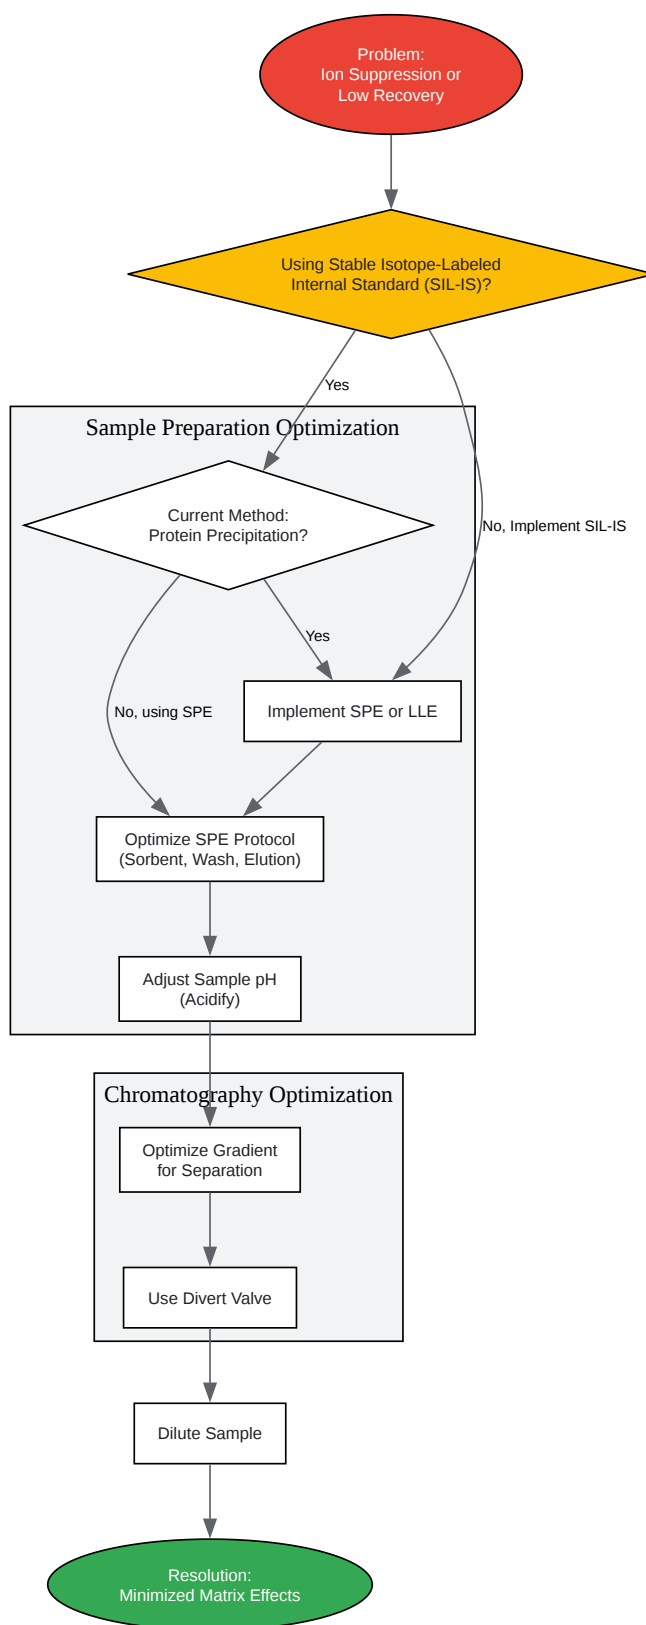 Problem:
Ion Suppression or
Low Recovery
Using Stable Isotope-Labeled
Internal Standard (SIL-IS)?
Yes
Sample Preparation Optimization
Current Method:
Protein Precipitation?
No, Implement SIL-IS
Yes
Implement SPE or LLE
No, using SPE
Optimize SPE Protocol
(Sorbent, Wash, Elution)
Adjust Sample pH
(Acidify)
Chromatography Optimization
Optimize Gradient
for Separation
Use Divert Valve
Dilute Sample
Resolution:
Minimized Matrix Effects